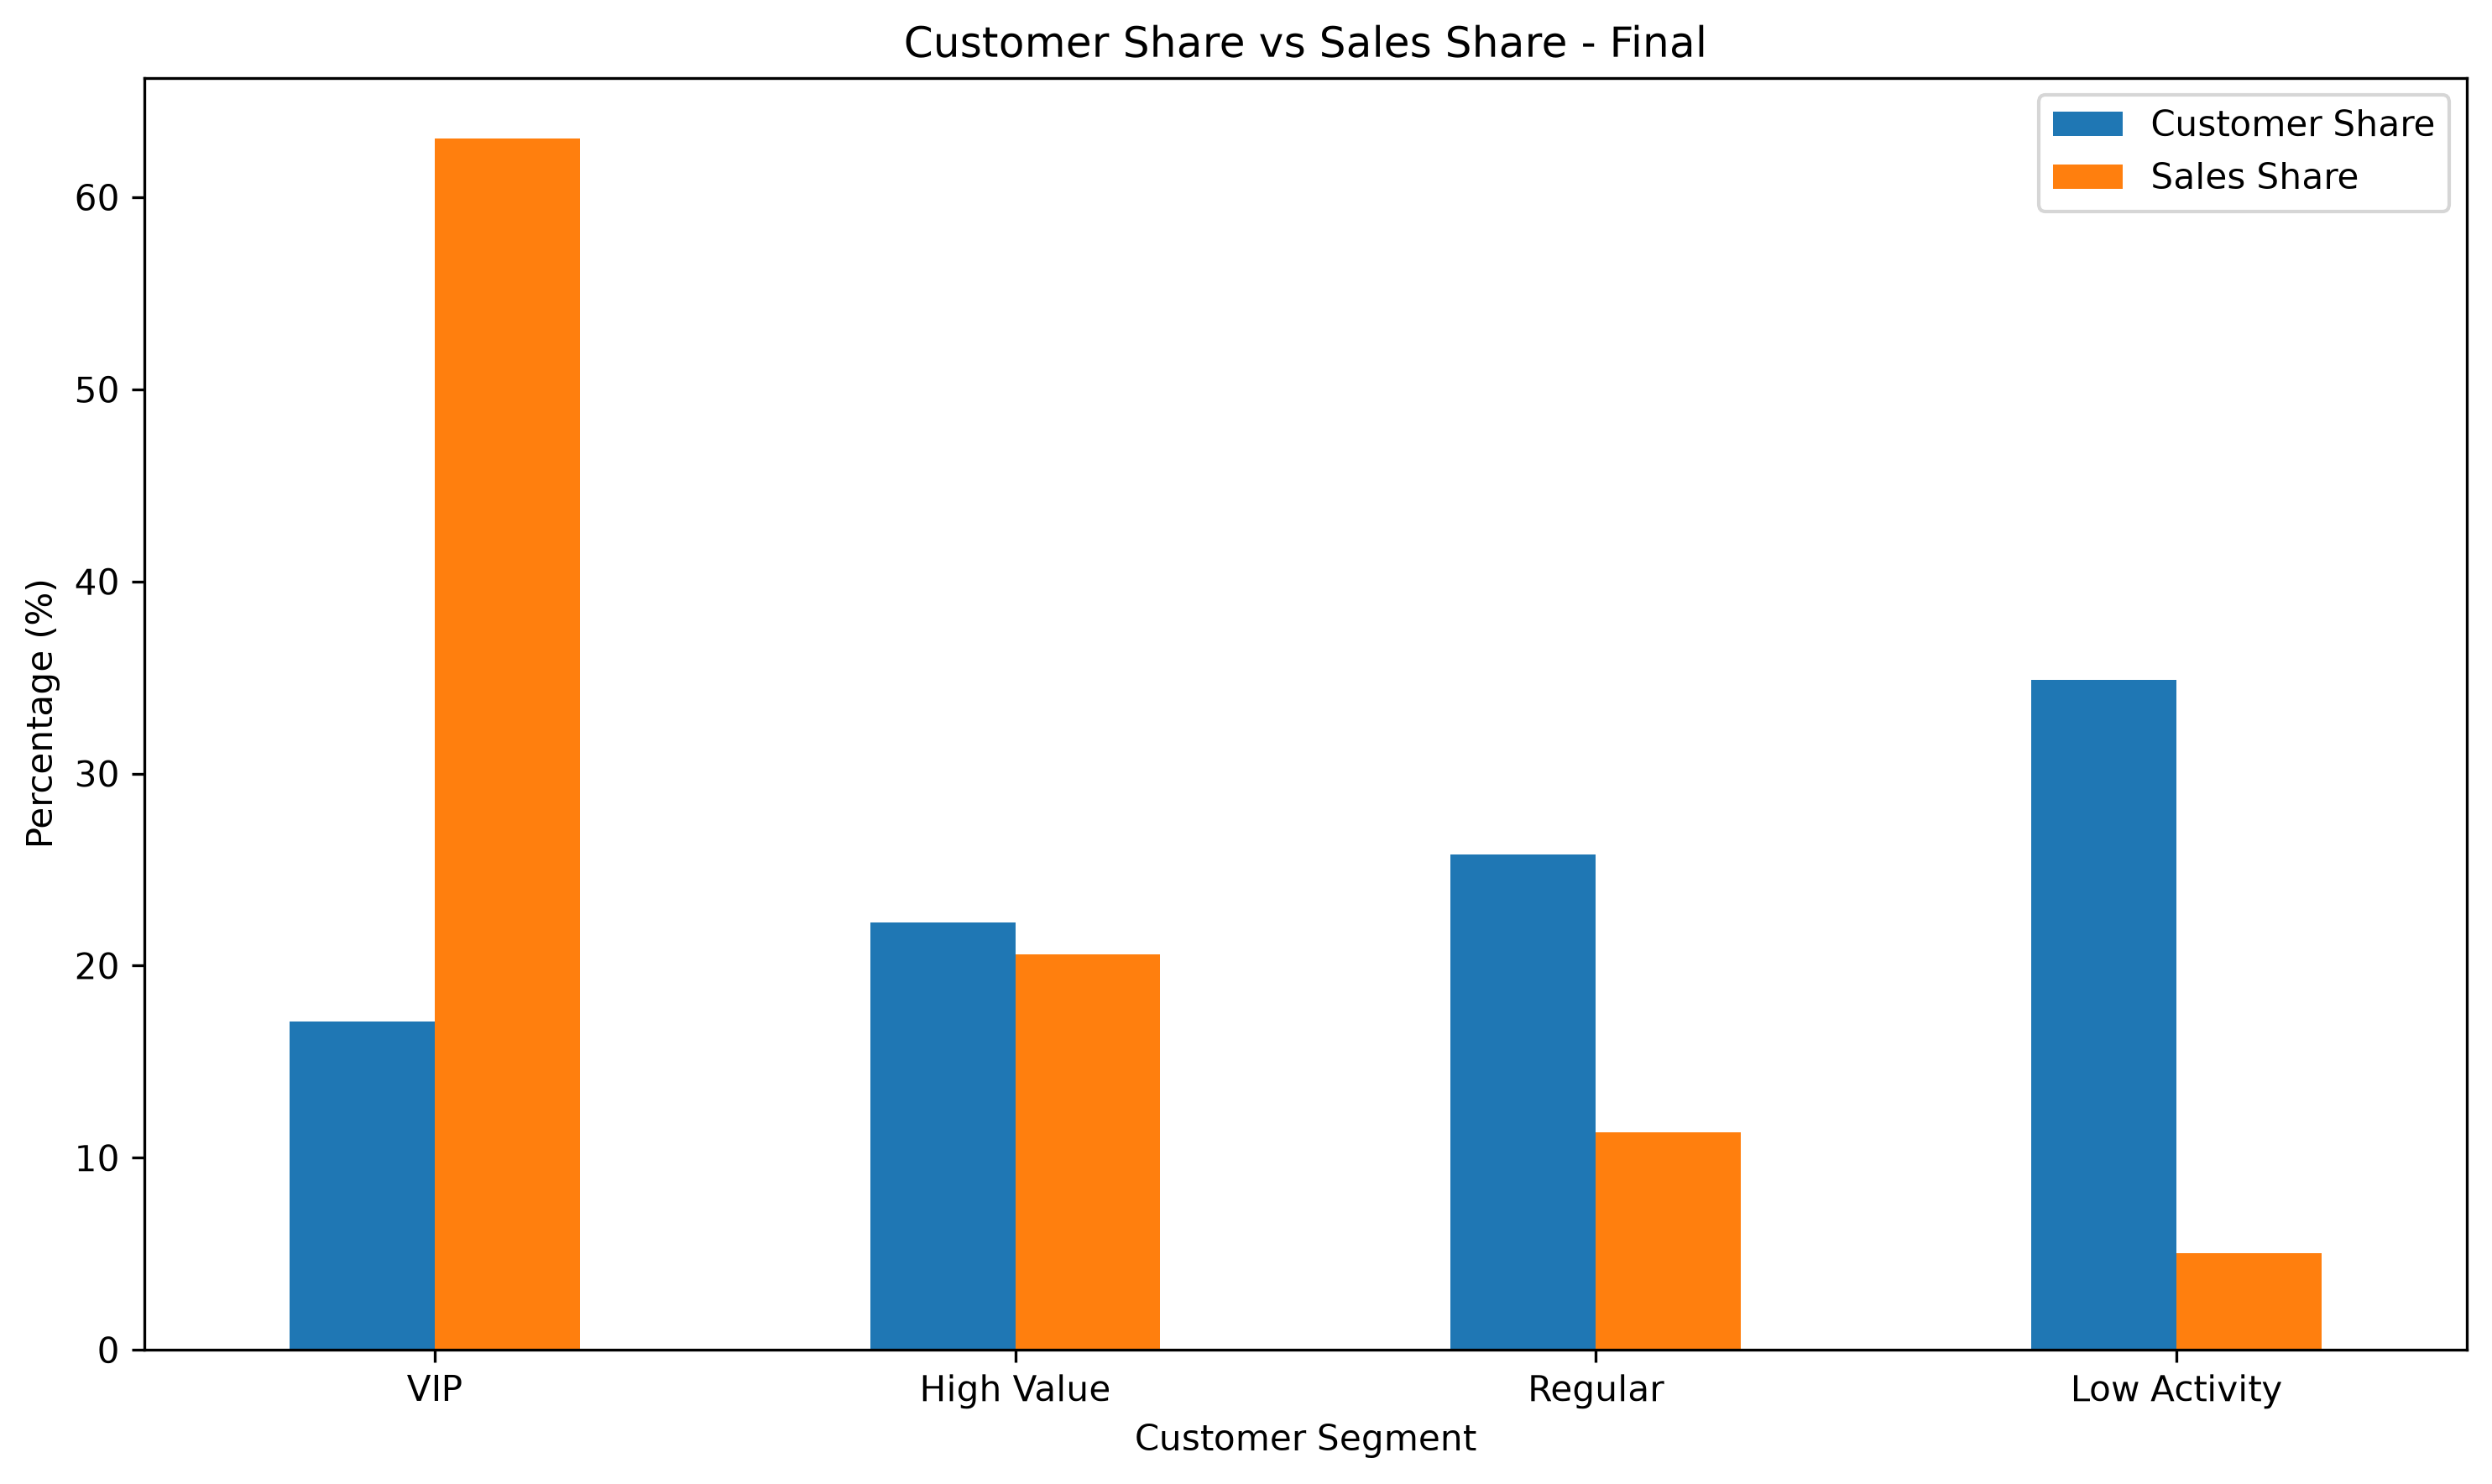 Customer Share vs Sales Share - Final
Customer Share
Sales Share
Percentage (%)
60
50
40
30
20
10
0
VIP
High Value
Regular
Low Activity
Customer Segment